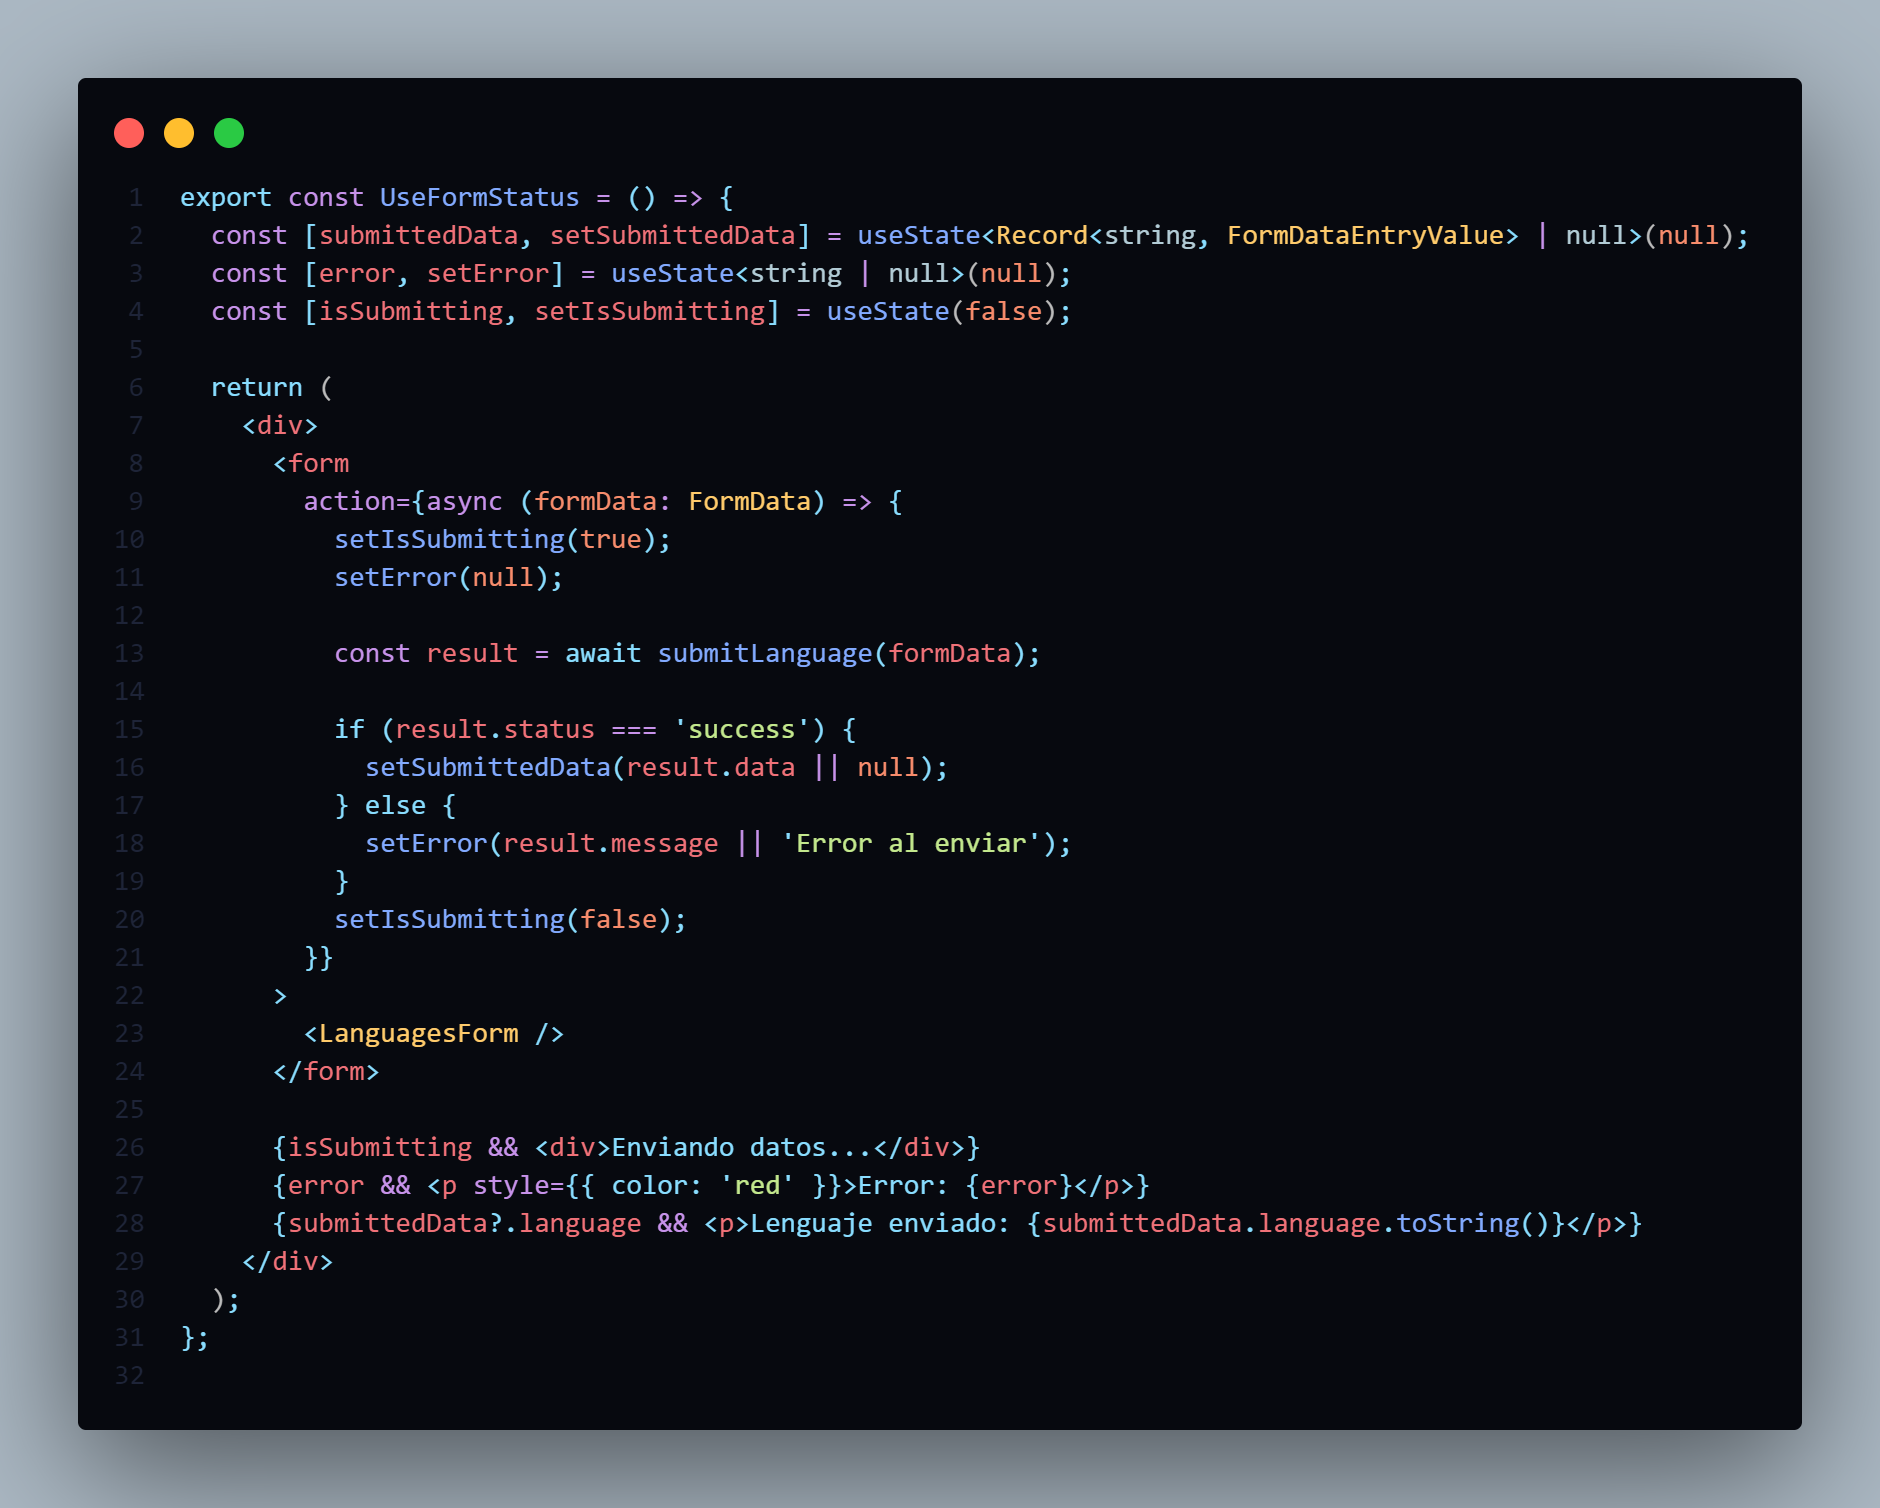 1 export const UseFormStatus = () => {
2   const [submittedData, setSubmittedData] = useState<Record<string, FormDataEntryValue> | null>(null);
3   const [error, setError] = useState<string | null>(null);
4   const [isSubmitting, setIsSubmitting] = useState(false);
5
6   return (
7     <div>
8       <form
9         action={async (formData: FormData) => {
10           setIsSubmitting(true);
11           setError(null);
12
13           const result = await submitLanguage(formData);
14
15           if (result.status === 'success') {
16             setSubmittedData(result.data || null);
17           } else {
18             setError(result.message || 'Error al enviar');
19           }
20           setIsSubmitting(false);
21         }}
22       >
23         <LanguagesForm />
24       </form>
25
26       {isSubmitting && <div>Enviando datos...</div>}
27       {error && <p style={{ color: 'red' }}>Error: {error}</p>}
28       {submittedData?.language && <p>Lenguaje enviado: {submittedData.language.toString()}</p>}
29     </div>
30   );
31 };
32